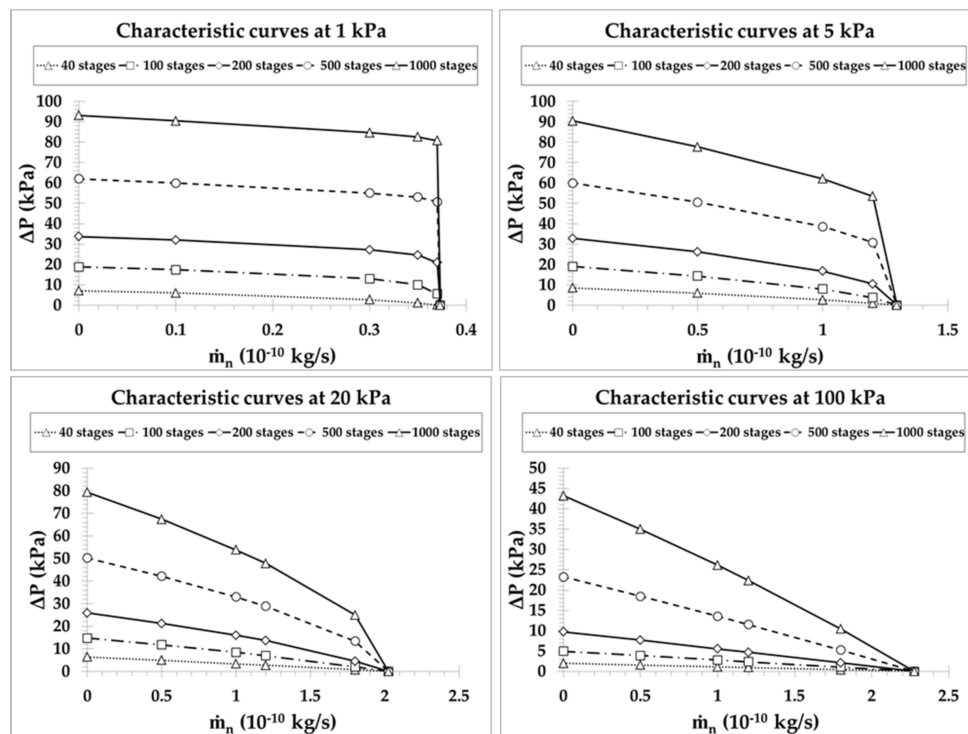 Characteristic curves at 1 kPa
40 stages 100 stages 200 stages 500 stages 1000 stages
100
90
80
70
60
50
40
30
20
10
0
ΔP (kPa)
0 0.1 0.2 0.3 0.4
ṁn (10-10 kg/s)
Characteristic curves at 5 kPa
40 stages 100 stages 200 stages 500 stages 1000 stages
100
90
80
70
60
50
40
30
20
10
0
ΔP (kPa)
0 0.5 1 1.5
ṁn (10-10 kg/s)
Characteristic curves at 20 kPa
40 stages 100 stages 200 stages 500 stages 1000 stages
90
80
70
60
50
40
30
20
10
0
ΔP (kPa)
0 0.5 1 1.5 2 2.5
ṁn (10-10 kg/s)
Characteristic curves at 100 kPa
40 stages 100 stages 200 stages 500 stages 1000 stages
50
45
40
35
30
25
20
15
10
5
0
ΔP (kPa)
0 0.5 1 1.5 2 2.5
ṁn (10-10 kg/s)